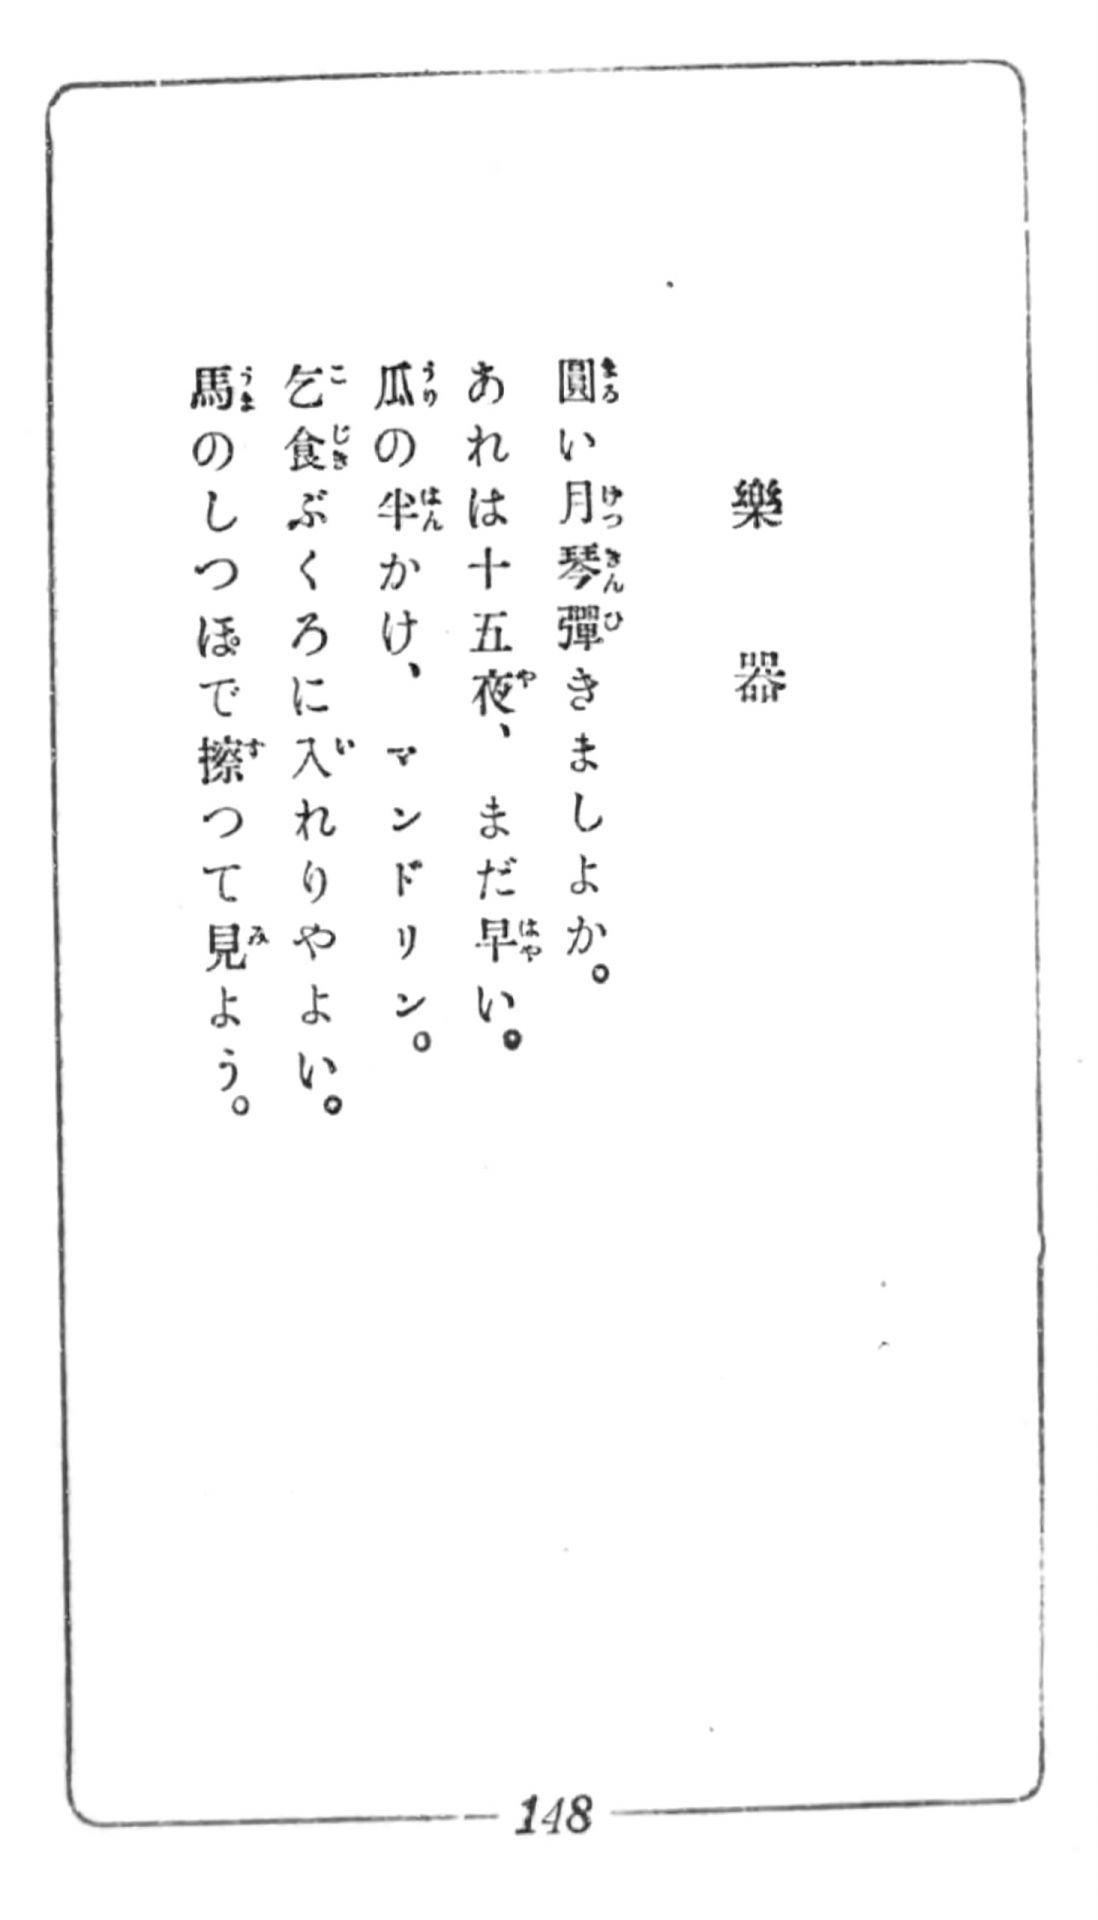 樂器
圓い月琴彈きましよか。
あれは十五夜、まだ早い。
瓜の半かけ、マンドリン。
乞食ぶくろに入れりやよい。
馬のしつぽで擦つて見よう。
148